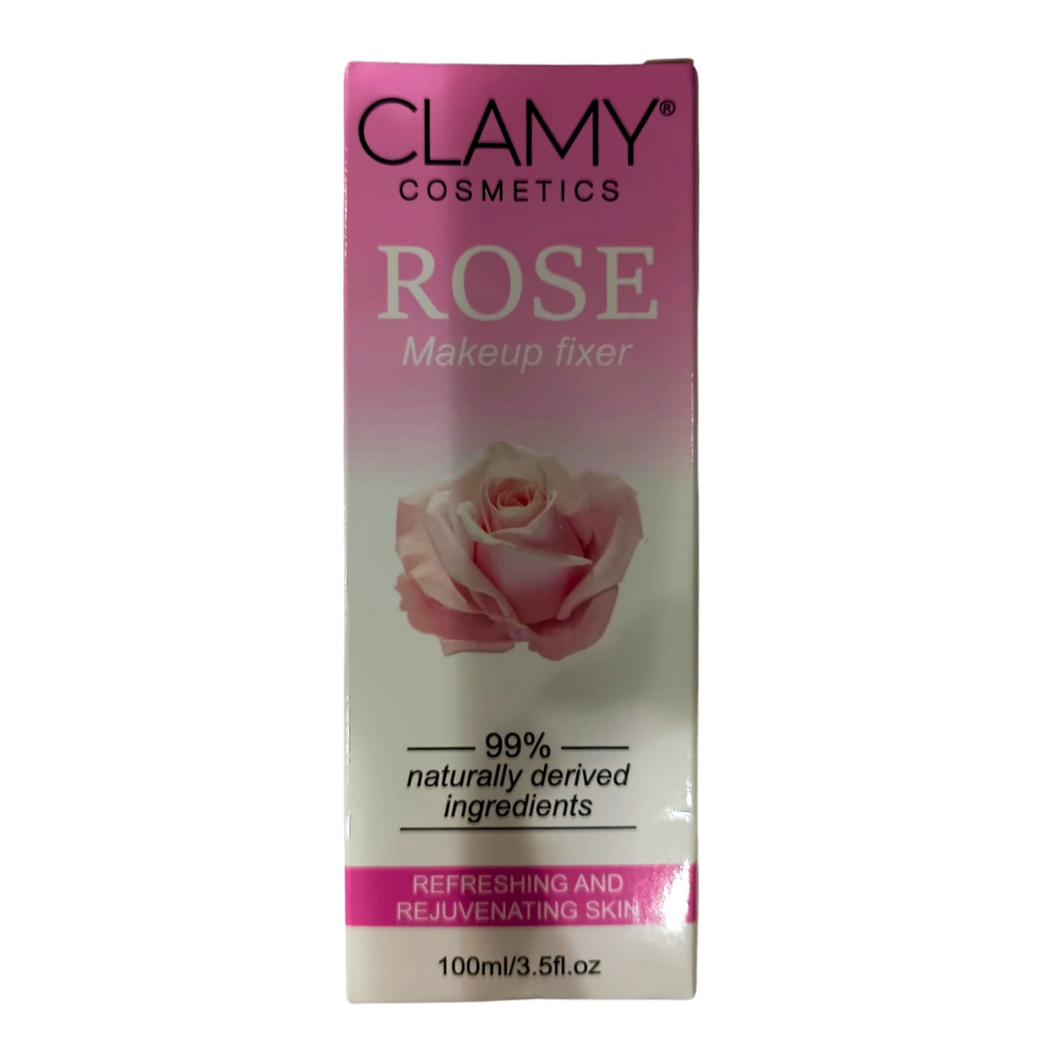 CLAMY®
COSMETICS
ROSE
Makeup fixer
99%
naturally derived
ingredients
REFRESHING AND
REJUVENATING SKIN
100ml/3.5fl.oz